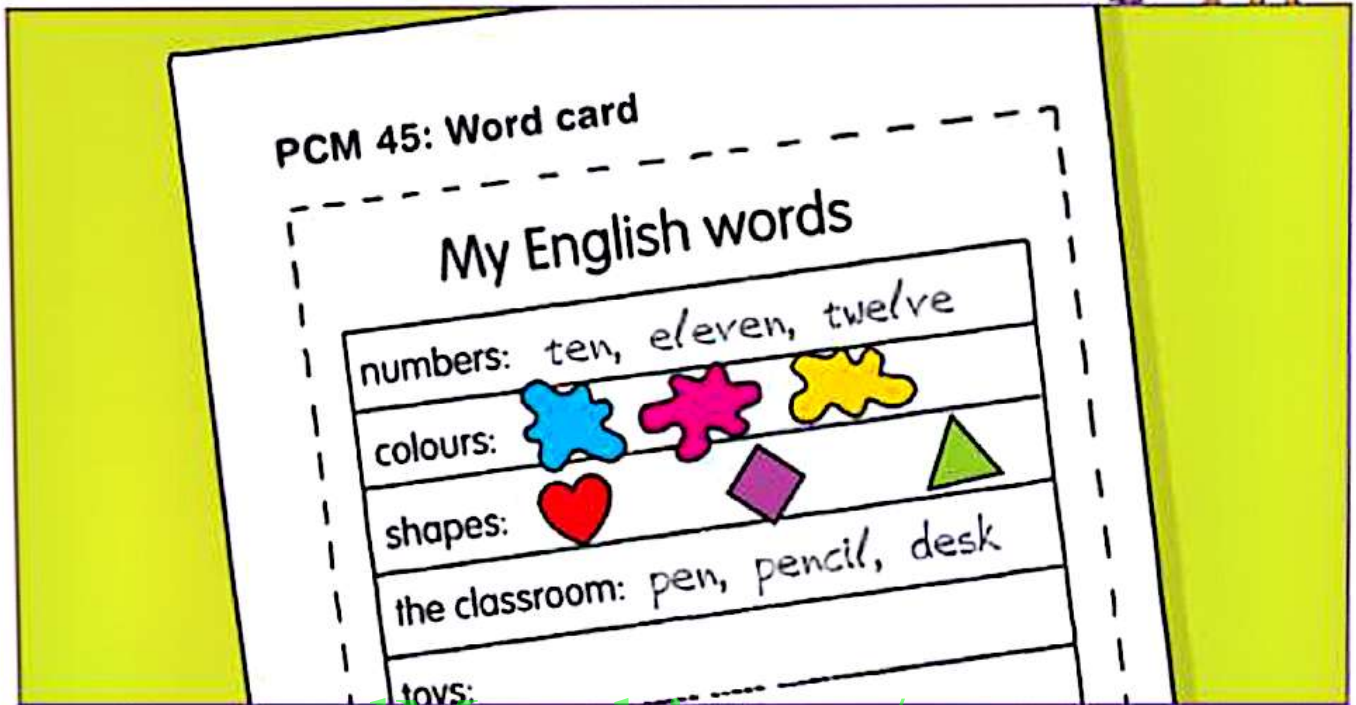 PCM 45: Word card
My English words
numbers: ten, eleven, twelve
colours:
shapes:
the classroom: pen, pencil, desk
toys: